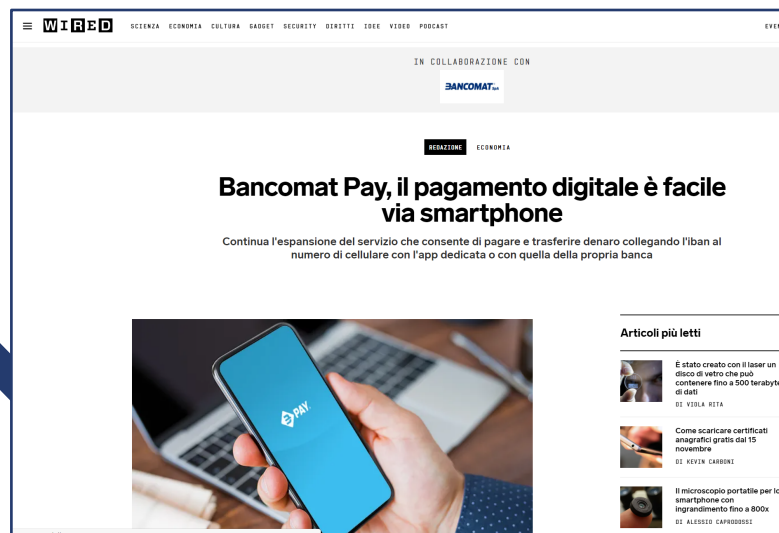 WIRED
SCIENZA ECONOMIA CULTURA GADGET SECURITY DIRITTI IDEE VIDEO PODCAST
IN COLLABORAZIONE CON
BANCOMAT SpA
REDAZIONE ECONOMIA
Bancomat Pay, il pagamento digitale è facile
via smartphone
Continua l'espansione del servizio che consente di pagare e trasferire denaro collegando l'iban al
numero di cellulare con l'app dedicata o con quella della propria banca
PAY.
Articoli più letti
È stato creato con il laser un
disco di vetro che può
contenere fino a 500 terabyte
di dati
DI VIOLA RITA
Come scaricare certificati
anagrafici gratis dal 15
novembre
DI KEVIN CARBONI
Il microscopio portatile per lo
smartphone con
ingrandimento fino a 800x
DI ALESSIO CAPRODOSSI